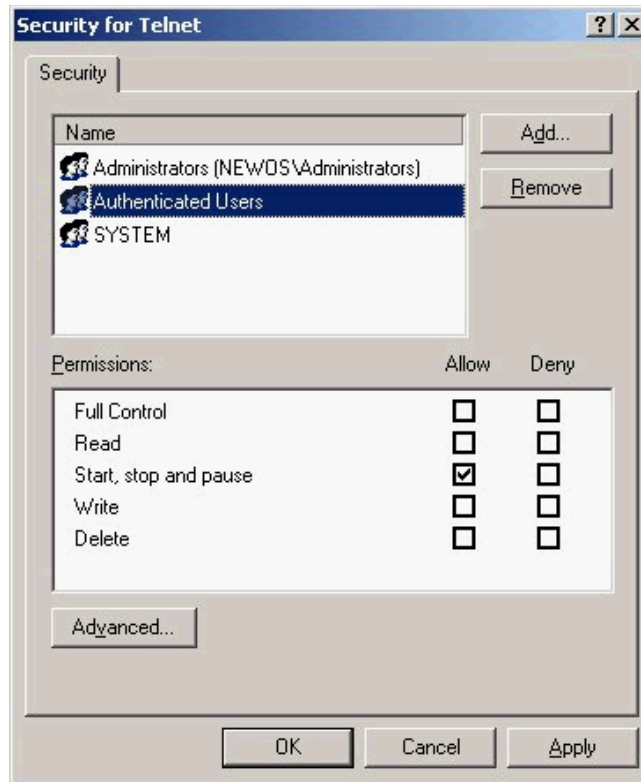 Security for Telnet
Security
Name
Add...
Administrators (NEWOS\Administrators)
Authenticated Users
Remove
SYSTEM
Permissions: Allow Deny
Full Control
Read
Start, stop and pause
Write
Delete
Advanced...
OK Cancel Apply